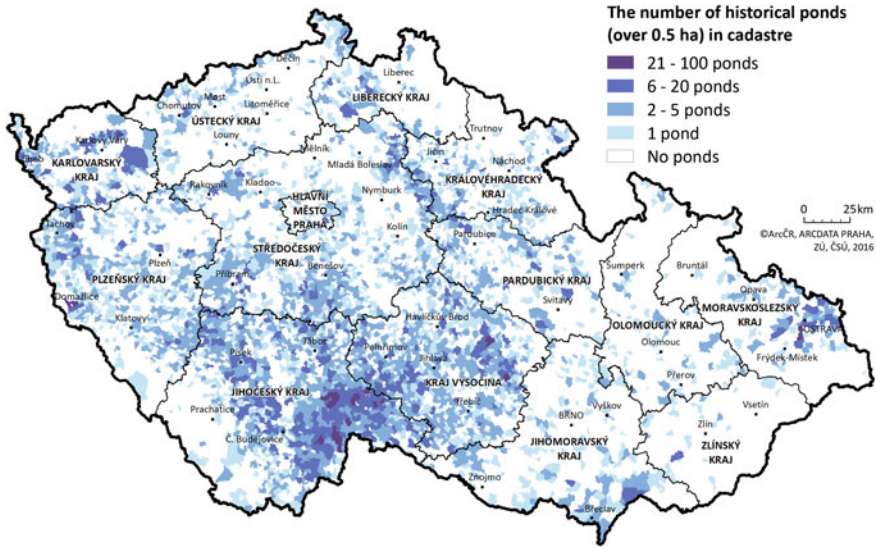 The number of historical ponds
(over 0.5 ha) in cadastre
21 - 100 ponds
6 - 20 ponds
2 - 5 ponds
1 pond
No ponds
0 25 km
©ArcČR, ARCDATA PRAHA,
ZÚ, ČSÚ, 2016
Děčín
Ústí n.L.
Liberec
Most
LIBERECKÝ KRAJ
Chomutov
Litoměřice
ÚSTECKÝ KRAJ
Trutnov
Karlovy Vary
Louny
Mělník
Jičín
Cheb
KARLOVARSKÝ
KRAJ
Mladá Boleslav
Náchod
Rakovník
Kladno
KRÁLOVÉHRADECKÝ
KRAJ
Nymburk
HLAVNÍ
MĚSTO
PRAHA
Hradec Králové
Tachov
Kolín
Pardubice
STŘEDOČESKÝ
KRAJ
Plzeň
PLZEŇSKÝ KRAJ
Příbram
Benešov
PARDUBICKÝ KRAJ
Šumperk
Bruntál
Domažlice
Svitavy
Opava
MORAVSKOSLEZSKÝ
KRAJ
Klatovy
Havlíčkův Brod
OLOMOUCKÝ KRAJ
OSTRAVA
Olomouc
Tábor
Písek
Pelhřimov
Jihlava
Frýdek-Místek
KRAJ VYSOČINA
Přerov
JIHOČESKÝ KRAJ
Prachatice
Třebíč
BRNO
Vyškov
Vsetín
Č. Budějovice
Zlín
JIHOMORAVSKÝ
KRAJ
ZLÍNSKÝ
KRAJ
Znojmo
Břeclav